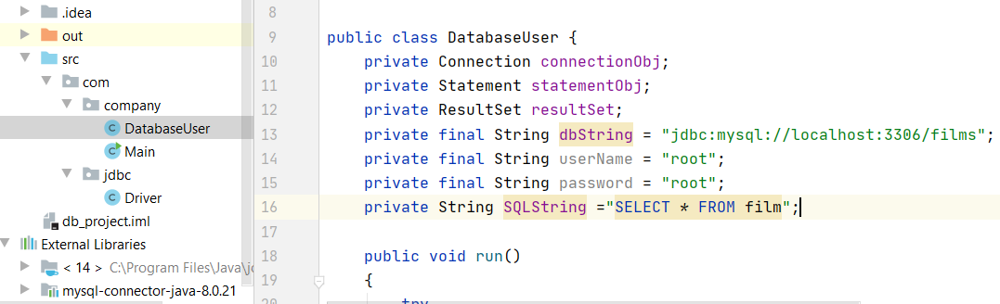 .idea
out
src
com
company
DatabaseUser
Main
jdbc
Driver
db_project.iml
External Libraries
< 14 > C:\Program Files\Java\jd
mysql-connector-java-8.0.21
8
9 public class DatabaseUser {
10 private Connection connectionObj;
11 private Statement statementObj;
12 private ResultSet resultSet;
13 private final String dbString = "jdbc:mysql://localhost:3306/films";
14 private final String userName = "root";
15 private final String password = "root";
16 private String SQLString ="SELECT * FROM film";
17
18 public void run()
19 {
20 try